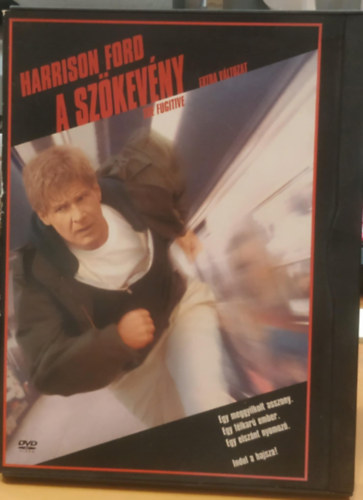 HARRISON FORD
A SZÖKEVÉNY
EXTRA VÁLTOZAT
THE FUGITIVE
Egy meggyilkolt asszony.
Egy félkarú ember.
Egy elszánt nyomozó.
Indul a hajsza!
DVD